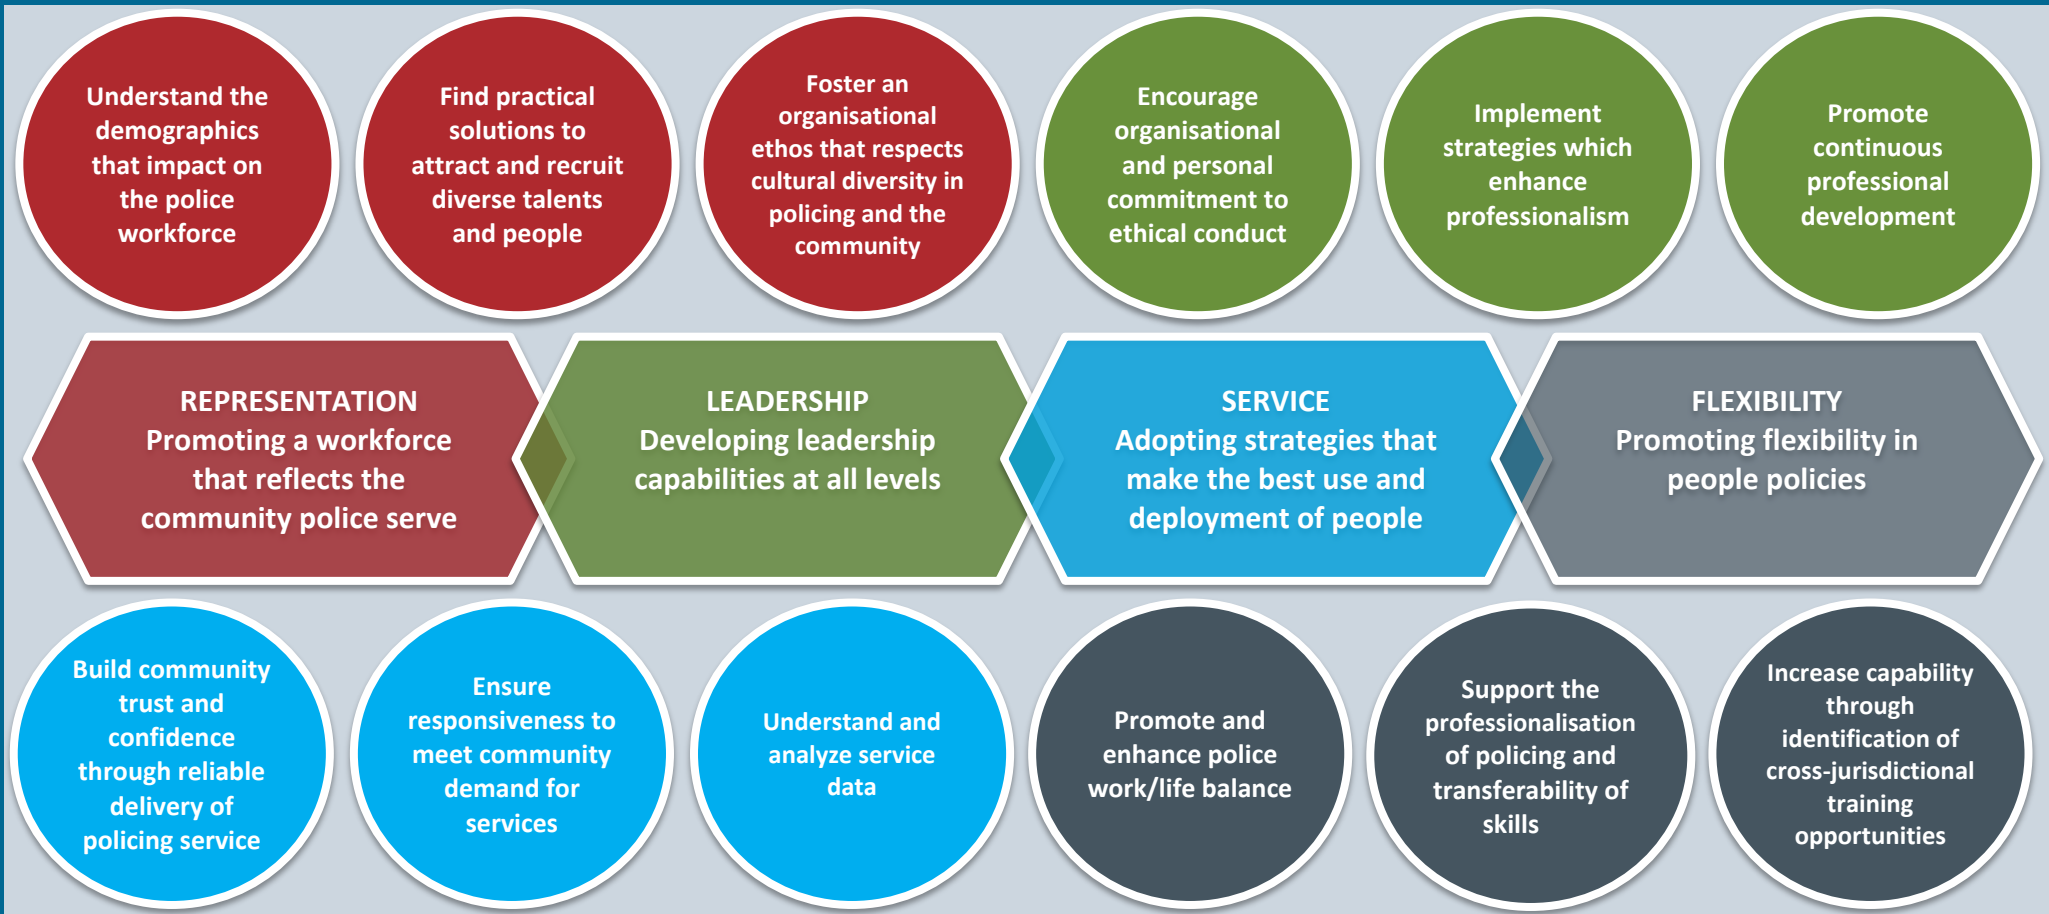 Understand the
demographics
that impact on
the police
workforce
Find practical
solutions to
attract and recruit
diverse talents
and people
Foster an
organisational
ethos that respects
cultural diversity in
policing and the
community
Encourage
organisational
and personal
commitment to
ethical conduct
Implement
strategies which
enhance
professionalism
Promote
continuous
professional
development
REPRESENTATION
Promoting a workforce
that reflects the
community police serve
LEADERSHIP
Developing leadership
capabilities at all levels
SERVICE
Adopting strategies that
make the best use and
deployment of people
FLEXIBILITY
Promoting flexibility in
people policies
Build community
trust and
confidence
through reliable
delivery of
policing service
Ensure
responsiveness to
meet community
demand for
services
Understand and
analyze service
data
Promote and
enhance police
work/life balance
Support the
professionalisation
of policing and
transferability of
skills
Increase capability
through
identification of
cross-jurisdictional
training
opportunities